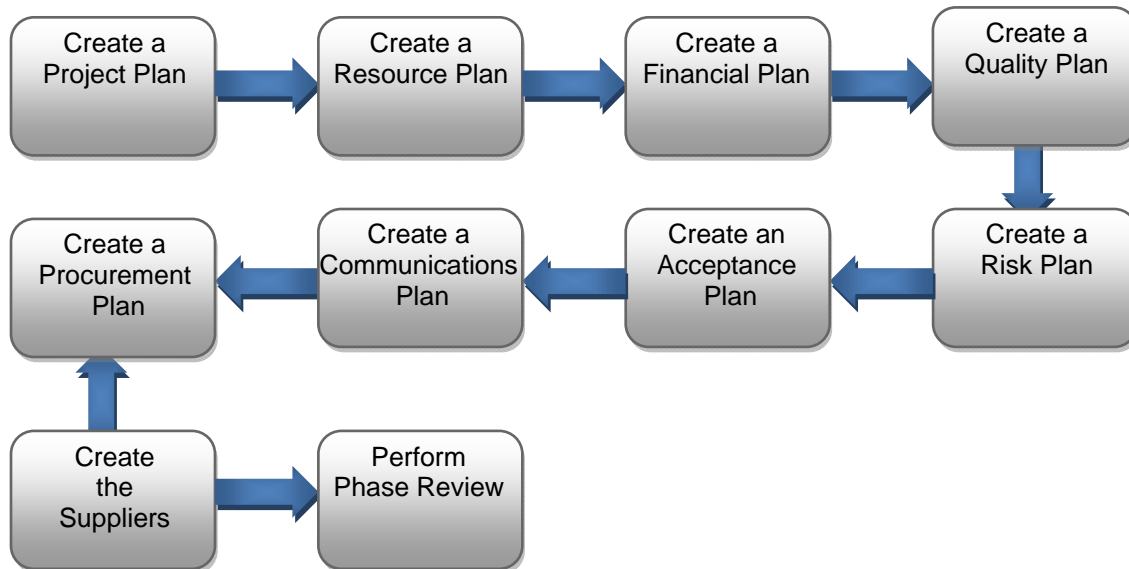 Create a
Project Plan
Create a
Resource Plan
Create a
Financial Plan
Create a
Quality Plan
Create a
Risk Plan
Create an
Acceptance
Plan
Create a
Communications
Plan
Create a
Procurement
Plan
Create
the
Suppliers
Perform
Phase Review